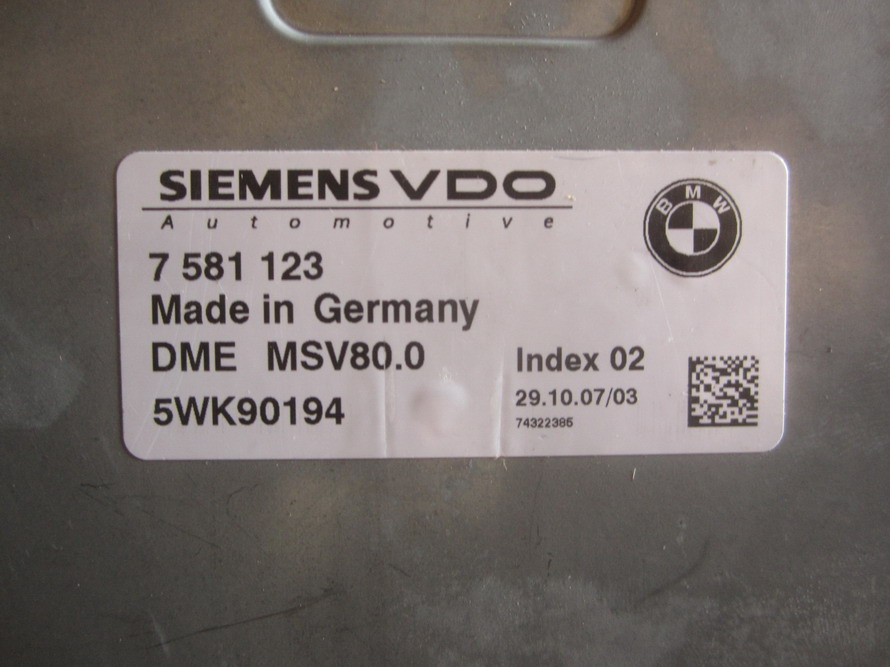 SIEMENS VDO
Automotive
BMW
7 581 123
Made in Germany
DME MSV80.0
Index 02
5WK90194
29.10.07/03
74322385